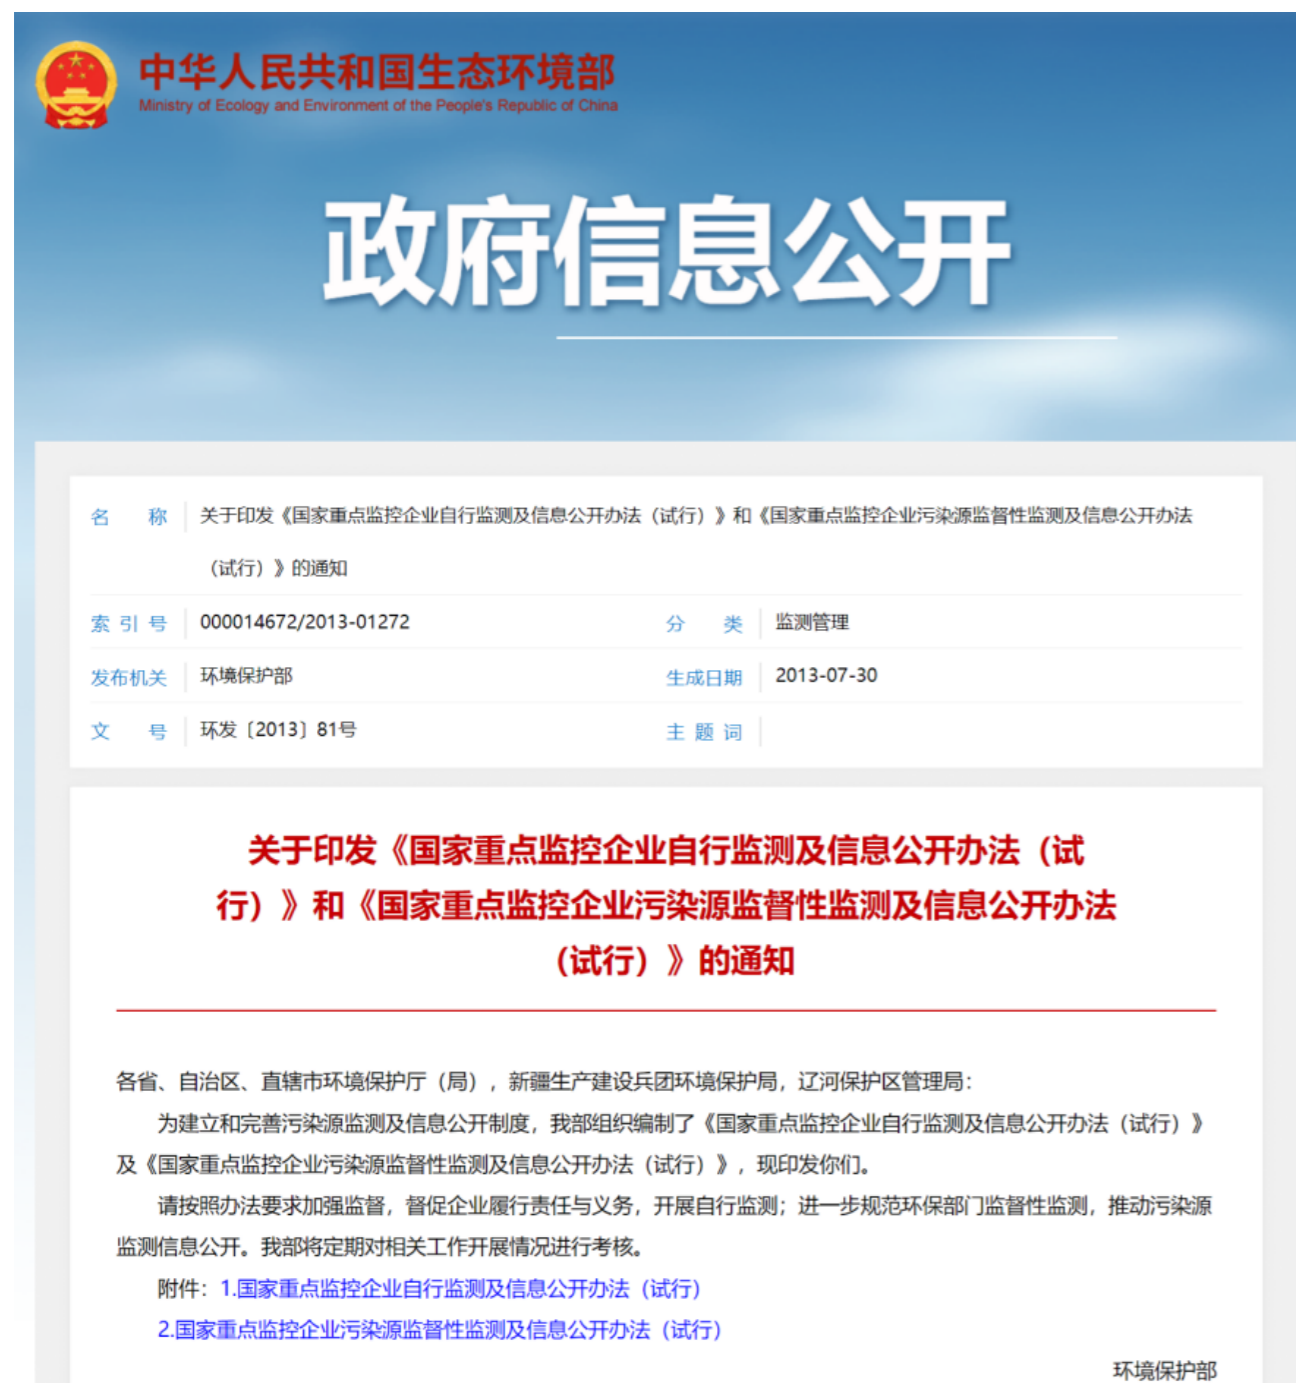 中华人民共和国生态环境部
Ministry of Ecology and Environment of the People's Republic of China
政府信息公开
名 称 关于印发《国家重点监控企业自行监测及信息公开办法（试行）》和《国家重点监控企业污染源监督性监测及信息公开办法
（试行）》的通知
索 引 号 000014672/2013-01272 分 类 监测管理
发布机关 环境保护部 生成日期 2013-07-30
文 号 环发〔2013〕81号 主 题 词
关于印发《国家重点监控企业自行监测及信息公开办法（试
行）》和《国家重点监控企业污染源监督性监测及信息公开办法
（试行）》的通知
各省、自治区、直辖市环境保护厅（局），新疆生产建设兵团环境保护局，辽河保护区管理局：
为建立和完善污染源监测及信息公开制度，我部组织编制了《国家重点监控企业自行监测及信息公开办法（试行）》
及《国家重点监控企业污染源监督性监测及信息公开办法（试行）》，现印发你们。
请按照办法要求加强监督，督促企业履行责任与义务，开展自行监测；进一步规范环保部门监督性监测，推动污染源
监测信息公开。我部将定期对相关工作开展情况进行考核。
附件：1.国家重点监控企业自行监测及信息公开办法（试行）
2.国家重点监控企业污染源监督性监测及信息公开办法（试行）
环境保护部